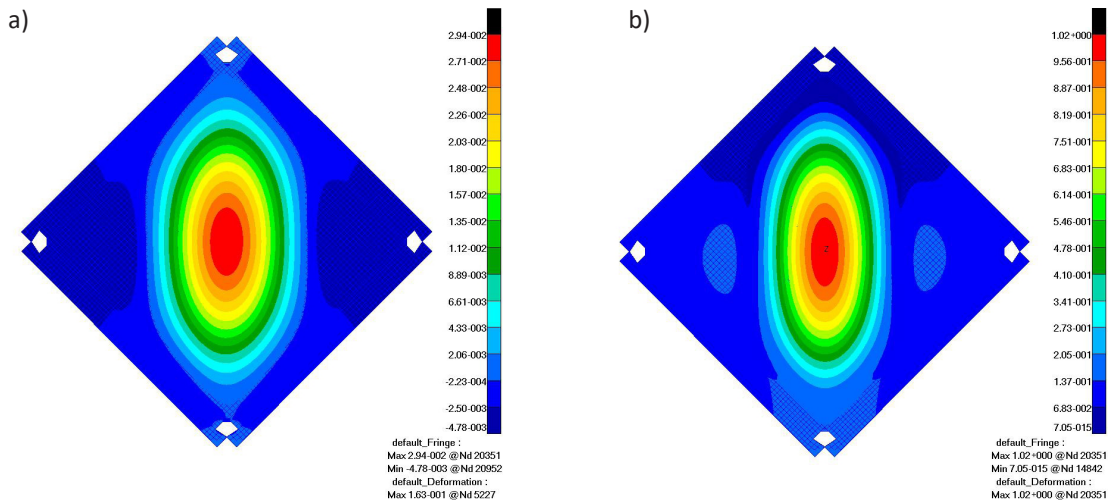 a)
2.94-002
2.71-002
2.48-002
2.26-002
2.03-002
1.80-002
1.57-002
1.35-002
1.12-002
8.89-003
6.61-003
4.33-003
2.06-003
-2.23-004
-2.50-003
-4.78-003
default_Fringe :
Max 2.94-002 @Nd 20351
Min -4.78-003 @Nd 20952
default_Deformation :
Max 1.63-001 @Nd 5227
b)
1.02+000
9.56-001
8.87-001
8.19-001
7.51-001
6.83-001
6.14-001
5.46-001
4.78-001
4.10-001
3.41-001
2.73-001
2.05-001
1.37-001
6.83-002
7.05-015
Z
default_Fringe :
Max 1.02+000 @Nd 20351
Min 7.05-015 @Nd 14842
default_Deformation :
Max 1.02+000 @Nd 20351